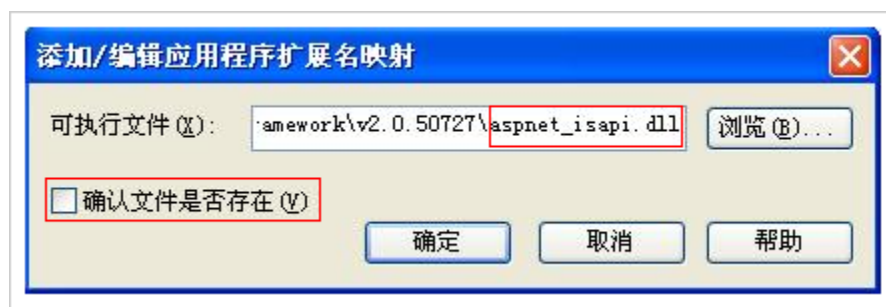 添加/编辑应用程序扩展名映射
可执行文件(X): amework\v2.0.50727\aspnet_isapi.dll 浏览(B)...
确认文件是否存在(V)
确定 取消 帮助